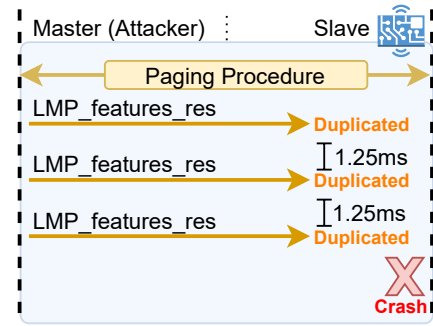 Master (Attacker) Slave
Paging Procedure
LMP_features_res
Duplicated
1.25ms
LMP_features_res
Duplicated
1.25ms
LMP_features_res
Duplicated
X
Crash